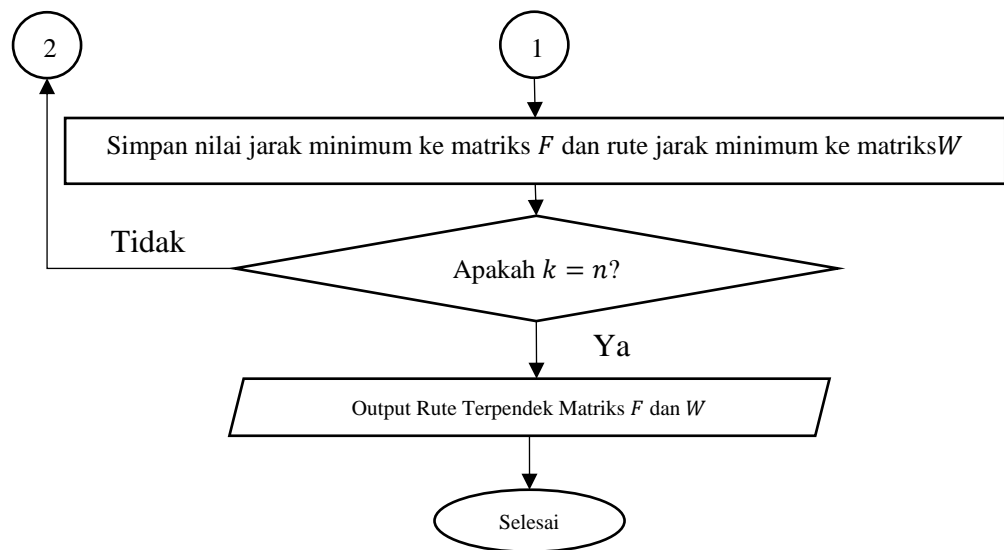 2
1
Simpan nilai jarak minimum ke matriks F dan rute jarak minimum ke matriksW
Tidak
Apakah k = n?
Ya
Output Rute Terpendek Matriks F dan W
Selesai